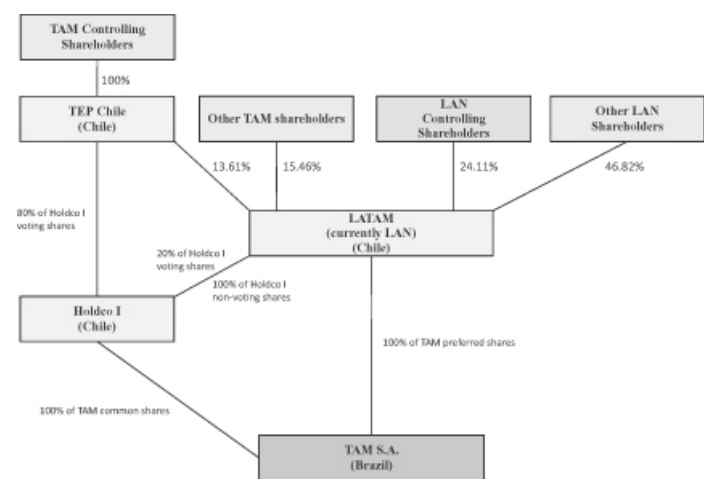 TAM Controlling
Shareholders
100%
TEP Chile
(Chile)
Other TAM shareholders
LAN
Controlling
Shareholders
Other LAN
Shareholders
13.61%
15.46%
24.11%
46.82%
80% of Holdco I
voting shares
LATAM
(currently LAN)
(Chile)
20% of Holdco I
voting shares
100% of Holdco I
non-voting shares
Holdco I
(Chile)
100% of TAM preferred shares
100% of TAM common shares
TAM S.A.
(Brazil)